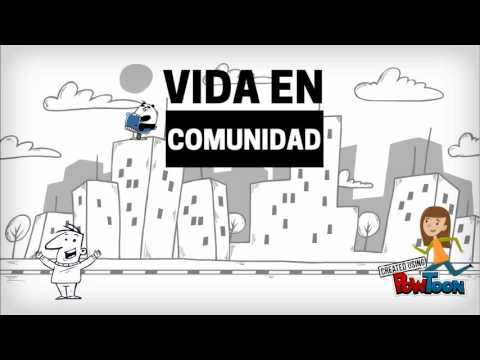 VIDA EN
COMUNIDAD
CREATED USING
POWTOON